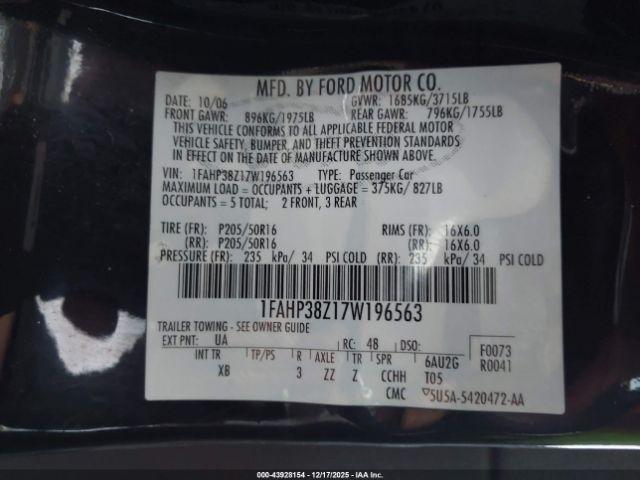 MFD. BY FORD MOTOR CO.
DATE: 10/06 GVWR: 1685KG/3715LB
FRONT GAWR: 896KG/1975LB REAR GAWR: 796KG/1755LB
THIS VEHICLE CONFORMS TO ALL APPLICABLE FEDERAL MOTOR
VEHICLE SAFETY, BUMPER, AND THEFT PREVENTION STANDARDS
IN EFFECT ON THE DATE OF MANUFACTURE SHOWN ABOVE.
VIN: 1FAHP38Z17W196563 TYPE: Passenger Car
MAXIMUM LOAD = OCCUPANTS + LUGGAGE = 375KG/ 827LB
OCCUPANTS = 5 TOTAL; 2 FRONT, 3 REAR
TIRE (FR): P205/50R16 RIMS (FR): 16X6.0
(RR): P205/50R16 (RR): 16X6.0
PRESSURE (FR): 235 kPa/ 34 PSI COLD (RR): 235 kPa/ 34 PSI COLD
1FAHP38Z17W196563
TRAILER TOWING - SEE OWNER GUIDE
EXT PNT: UA RC: 48 DSO: F0073
INT TR TP/PS R AXLE TR SPR 6AU2G R0041
XB 3 ZZ Z CCHH T05
CMC 5U5A-5420472-AA
000-43928154 - 12/17/2025 - IAA Inc.